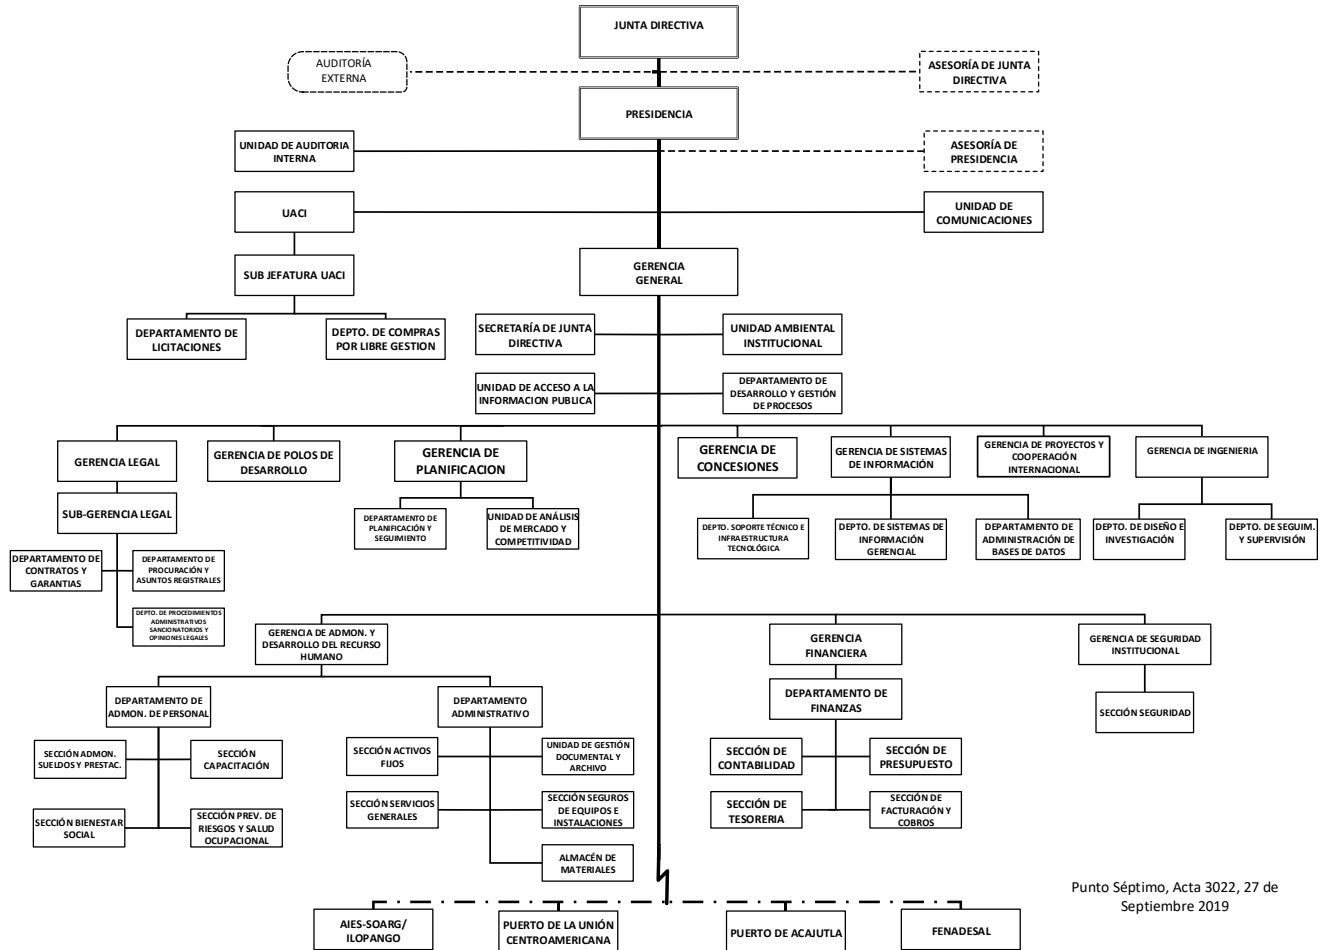 JUNTA DIRECTIVA
AUDITORÍA
EXTERNA
ASESORÍA DE JUNTA
DIRECTIVA
PRESIDENCIA
UNIDAD DE AUDITORIA
INTERNA
ASESORÍA DE
PRESIDENCIA
UACI
UNIDAD DE
COMUNICACIONES
SUB JEFATURA UACI
GERENCIA
GENERAL
DEPARTAMENTO DE
LICITACIONES
DEPTO. DE COMPRAS
POR LIBRE GESTION
SECRETARÍA DE JUNTA
DIRECTIVA
UNIDAD AMBIENTAL
INSTITUCIONAL
UNIDAD DE ACCESO A LA
INFORMACION PUBLICA
DEPARTAMENTO DE
DESARROLLO Y GESTIÓN
DE PROCESOS
GERENCIA LEGAL
GERENCIA DE POLOS DE
DESARROLLO
GERENCIA DE
PLANIFICACION
GERENCIA DE
CONCESIONES
GERENCIA DE SISTEMAS
DE INFORMACIÓN
GERENCIA DE PROYECTOS Y
COOPERACIÓN
INTERNACIONAL
GERENCIA DE INGENIERIA
SUB-GERENCIA LEGAL
DEPARTAMENTO DE
PLANIFICACIÓN Y
SEGUIMIENTO
UNIDAD DE ANÁLISIS
DE MERCADO Y
COMPETITIVIDAD
DEPTO. SOPORTE TÉCNICO E
INFRAESTRUCTURA
TECNOLÓGICA
DEPTO. DE SISTEMAS DE
INFORMACIÓN
GERENCIAL
DEPARTAMENTO DE
ADMINISTRACIÓN DE
BASES DE DATOS
DEPTO. DE DISEÑO E
INVESTIGACIÓN
DEPTO. DE SEGUIM.
Y SUPERVISIÓN
DEPARTAMENTO DE
CONTRATOS Y
GARANTIAS
DEPARTAMENTO DE
PROCURACIÓN Y
ASUNTOS REGISTRALES
DEPTO. DE PROCEDIMIENTOS
ADMINISTRATIVOS
SANCIONATORIOS Y
OPINIONES LEGALES
GERENCIA DE ADMON. Y
DESARROLLO DEL RECURSO
HUMANO
GERENCIA
FINANCIERA
GERENCIA DE SEGURIDAD
INSTITUCIONAL
DEPARTAMENTO DE
ADMON. DE PERSONAL
DEPARTAMENTO
ADMINISTRATIVO
DEPARTAMENTO DE
FINANZAS
SECCIÓN SEGURIDAD
SECCIÓN ADMON.
SUELDOS Y PRESTAC.
SECCIÓN
CAPACITACIÓN
SECCIÓN ACTIVOS
FIJOS
UNIDAD DE GESTIÓN
DOCUMENTAL Y
ARCHIVO
SECCIÓN DE
CONTABILIDAD
SECCIÓN DE
PRESUPUESTO
SECCIÓN BIENESTAR
SOCIAL
SECCIÓN PREV. DE
RIESGOS Y SALUD
OCUPACIONAL
SECCIÓN SERVICIOS
GENERALES
SECCIÓN SEGUROS
DE EQUIPOS E
INSTALACIONES
SECCIÓN DE
TESORERIA
SECCIÓN DE
FACTURACIÓN Y
COBROS
ALMACÉN DE
MATERIALES
Punto Séptimo, Acta 3022, 27 de
Septiembre 2019
AIES-SOARG/
ILOPANGO
PUERTO DE LA UNIÓN
CENTROAMERICANA
PUERTO DE ACAJUTLA
FENADESAL